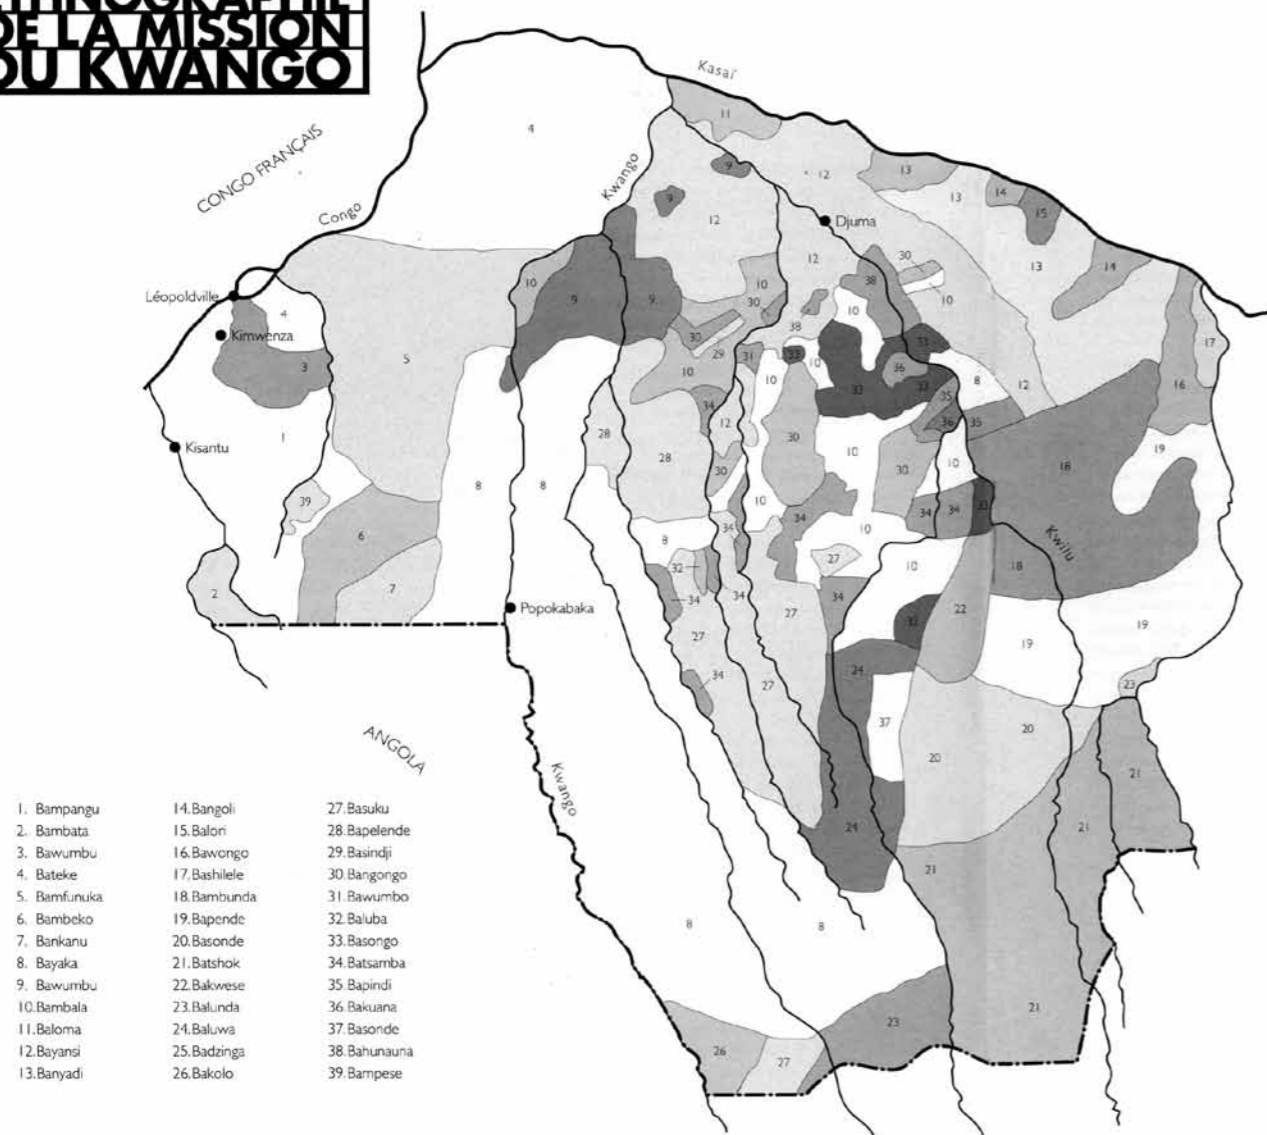 ETHNOGRAPHIE
DE LA MISSION
DU KWANGO
Kasaï
CONGO FRANÇAIS
Congo
Kwango
Djuma
Léopoldville
Kimwenza
Kisantu
Kwilu
Popokabaka
ANGOLA
Kwango
1. Bampangu
2. Bambata
3. Bawumbu
4. Bateke
5. Bamfunuka
6. Bambeko
7. Bankanu
8. Bayaka
9. Bawumbu
10. Bambala
11. Baloma
12. Bayansi
13. Banyadi
14. Bangoli
15. Balori
16. Bawongo
17. Bashilele
18. Bambunda
19. Bapende
20. Basonde
21. Batshok
22. Bakwese
23. Balunda
24. Baluwa
25. Badzinga
26. Bakolo
27. Basuku
28. Bapelende
29. Basindji
30. Bangongo
31. Bawumbo
32. Baluba
33. Basongo
34. Batsamba
35. Bapindi
36. Bakuana
37. Basonde
38. Bahunauna
39. Bampese